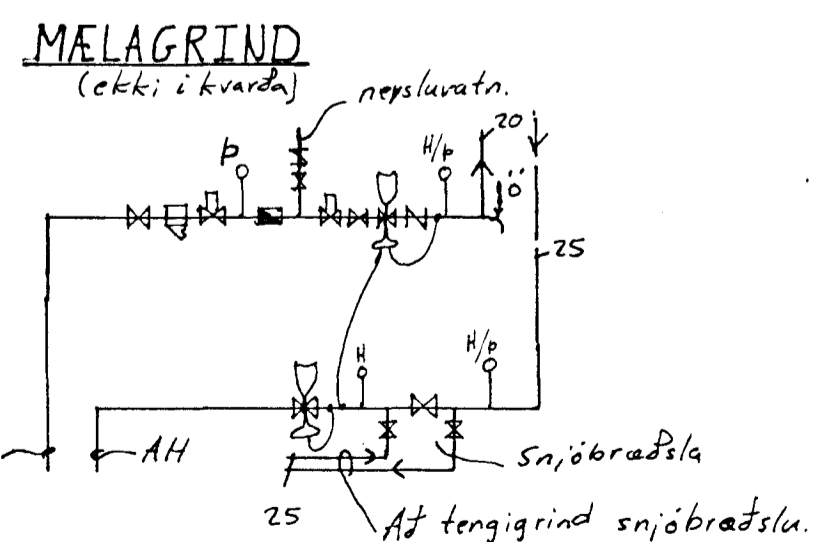 MÆLAGRIND
(ekki í kvarða)
neysluvatn.
20
Þ
H/Þ
Ö
25
H
H/Þ
AH
Snjóbræðsla
25
Að tengigrind snjóbræðslu.